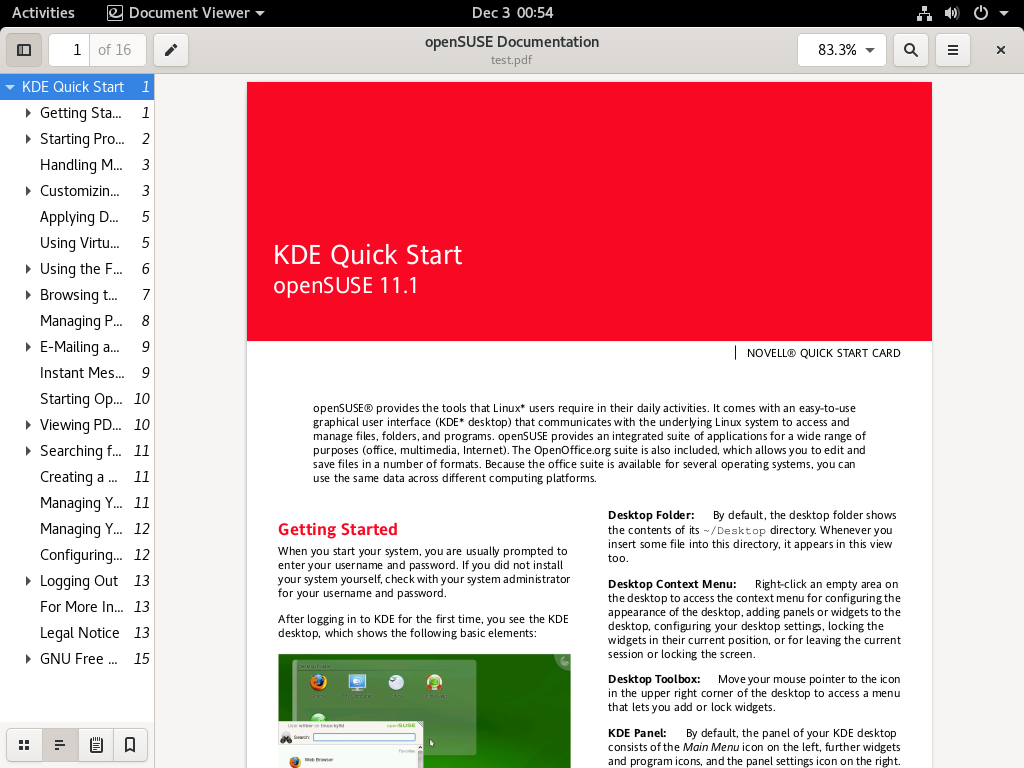 Activities
Document Viewer
Dec 3 00:54
1
of 16
openSUSE Documentation
test.pdf
83.3%
KDE Quick Start 1
Getting Sta... 1
Starting Pro... 2
Handling M... 3
Customizin... 3
Applying D... 5
Using Virtu... 5
Using the F... 6
Browsing t... 7
Managing P... 8
E-Mailing a... 9
Instant Mes... 9
Starting Op... 10
Viewing PD... 10
Searching f... 11
Creating a ... 11
Managing Y... 11
Managing Y... 12
Configuring... 12
Logging Out 13
For More In... 13
Legal Notice 13
GNU Free ... 15
KDE Quick Start
openSUSE 11.1
NOVELL® QUICK START CARD
openSUSE® provides the tools that Linux* users require in their daily activities. It comes with an easy-to-use
graphical user interface (KDE* desktop) that communicates with the underlying Linux system to access and
manage files, folders, and programs. openSUSE provides an integrated suite of applications for a wide range of
purposes (office, multimedia, Internet). The OpenOffice.org suite is also included, which allows you to edit and
save files in a number of formats. Because the office suite is available for several operating systems, you can
use the same data across different computing platforms.
Getting Started
When you start your system, you are usually prompted to
enter your username and password. If you did not install
your system yourself, check with your system administrator
for your username and password.
After logging in to KDE for the first time, you see the KDE
desktop, which shows the following basic elements:
openSUSE
Search:
Favorites
Web Browser
Desktop Folder: By default, the desktop folder shows
the contents of its ~/Desktop directory. Whenever you
insert some file into this directory, it appears in this view
too.
Desktop Context Menu: Right-click an empty area on
the desktop to access the context menu for configuring the
appearance of the desktop, adding panels or widgets to the
desktop, configuring your desktop settings, locking the
widgets in their current position, or for leaving the current
session or locking the screen.
Desktop Toolbox: Move your mouse pointer to the icon
in the upper right corner of the desktop to access a menu
that lets you add or lock widgets.
KDE Panel: By default, the panel of your KDE desktop
consists of the Main Menu icon on the left, further widgets
and program icons, and the panel settings icon on the right.